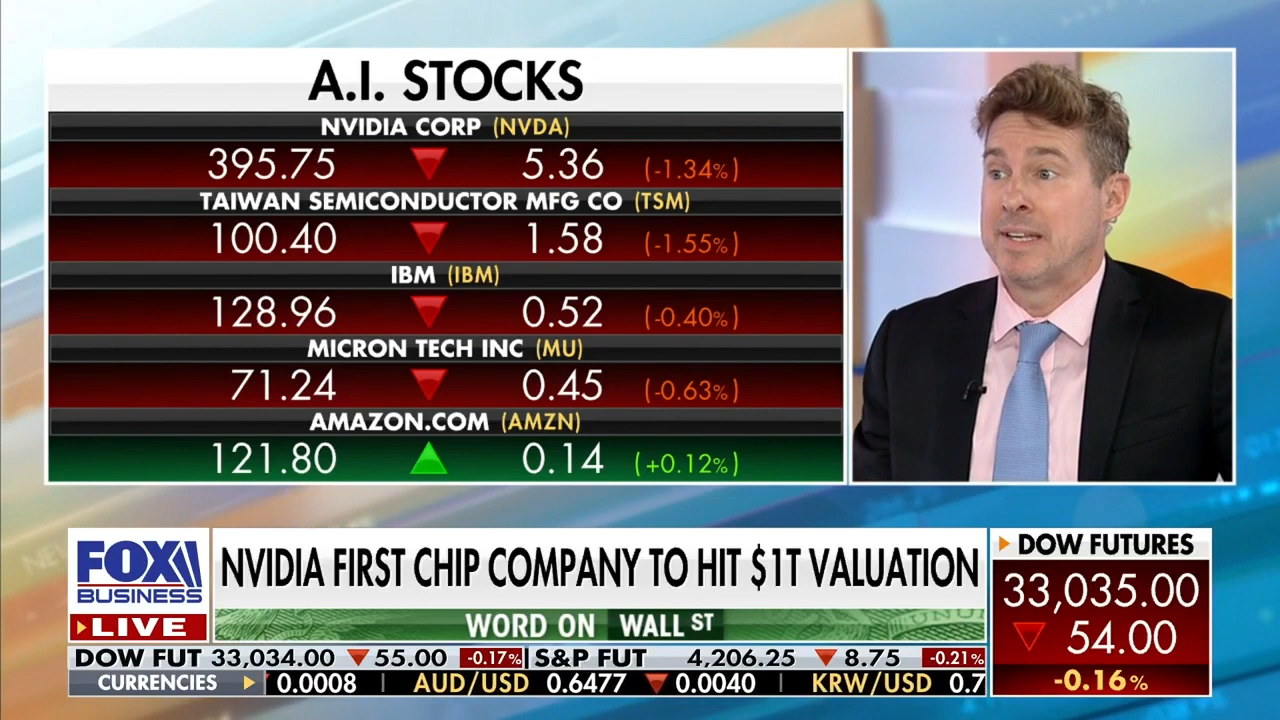 A.I. STOCKS
NVIDIA CORP (NVDA)
395.75 5.36 (-1.34%)
TAIWAN SEMICONDUCTOR MFG CO (TSM)
100.40 1.58 (-1.55%)
IBM (IBM)
128.96 0.52 (-0.40%)
MICRON TECH INC (MU)
71.24 0.45 (-0.63%)
AMAZON.COM (AMZN)
121.80 0.14 (+0.12%)
FOX BUSINESS
LIVE
NVIDIA FIRST CHIP COMPANY TO HIT $1T VALUATION
WORD ON WALL ST
DOW FUTURES
33,035.00
54.00
-0.16%
DOW FUT 33,034.00 55.00 -0.17% S&P FUT 4,206.25 8.75 -0.21%
CURRENCIES 0.0008 | AUD/USD 0.6477 0.0040 | KRW/USD 0.7